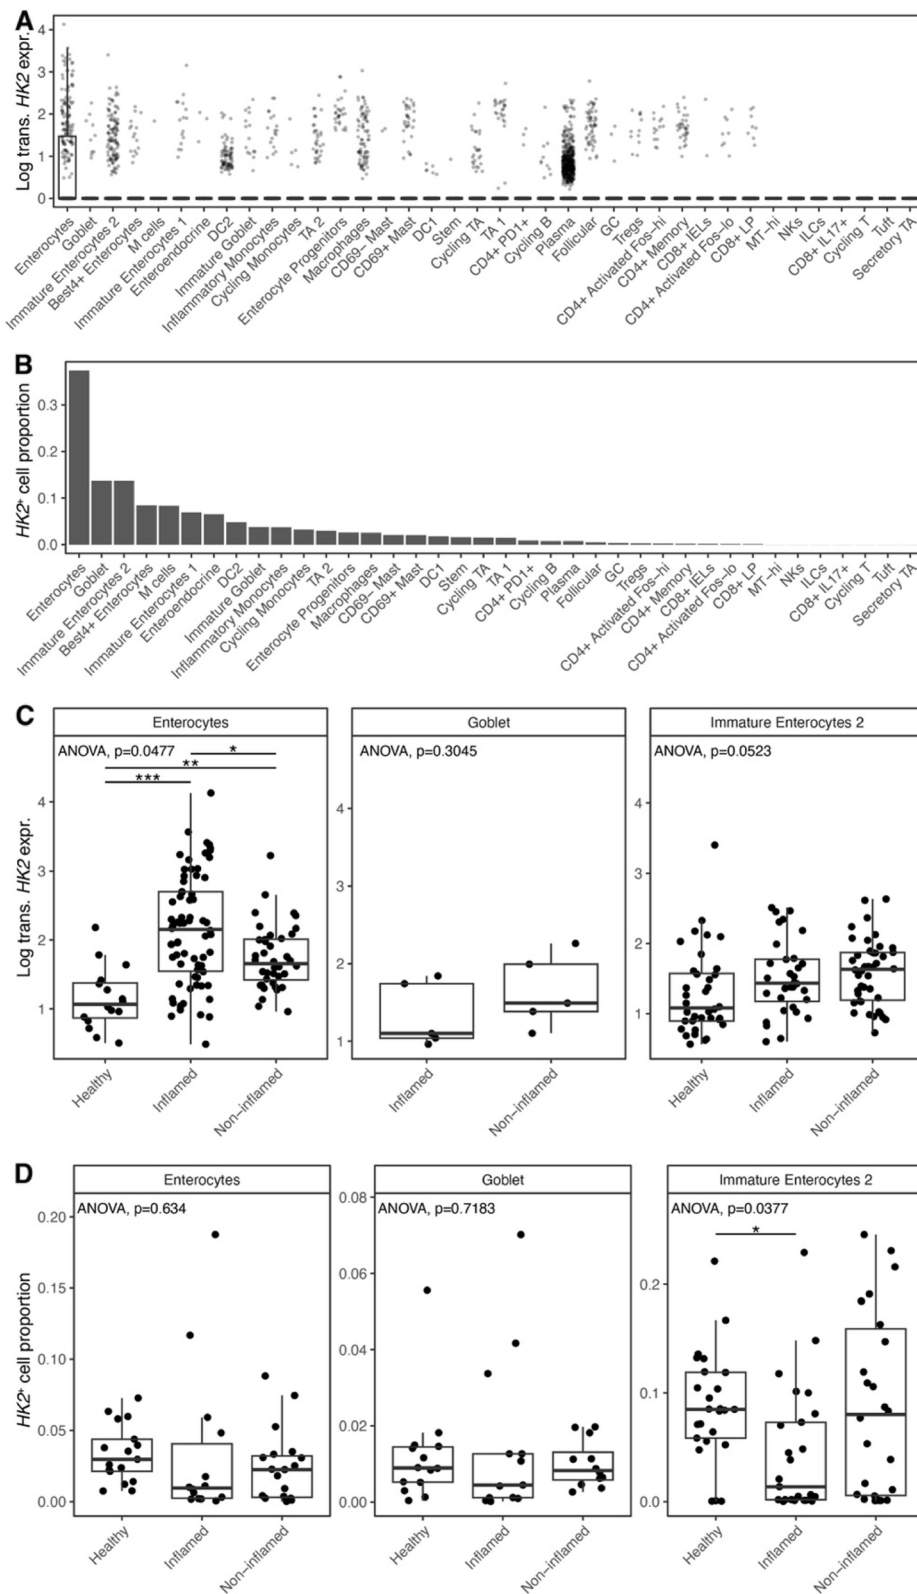 A
Log trans. HK2 expr.
4
3
2
1
0
Enterocytes
Goblet
Immature Enterocytes 2
Best4+ Enterocytes
M cells
Immature Enterocytes 1
Enteroendocrine
DC2
Immature Goblet
Inflammatory Monocytes
Cycling Monocytes
TA 2
Enterocyte Progenitors
Macrophages
CD69− Mast
CD69+ Mast
DC1
Stem
Cycling TA
TA 1
CD4+ PD1+
Cycling B
Plasma
Follicular
GC
Tregs
CD4+ Activated Fos−hi
CD4+ Memory
CD8+ IELs
CD4+ Activated Fos−lo
CD8+ LP
MT−hi
NKs
ILCs
CD8+ IL17+
Cycling T
Tuft
Secretory TA
B
HK2+ cell proportion
0.3
0.2
0.1
0.0
Enterocytes
Goblet
Immature Enterocytes 2
Best4+ Enterocytes
M cells
Immature Enterocytes 1
Enteroendocrine
DC2
Immature Goblet
Inflammatory Monocytes
Cycling Monocytes
TA 2
Enterocyte Progenitors
Macrophages
CD69− Mast
CD69+ Mast
DC1
Stem
Cycling TA
TA 1
CD4+ PD1+
Cycling B
Plasma
Follicular
GC
Tregs
CD4+ Activated Fos−hi
CD4+ Memory
CD8+ IELs
CD4+ Activated Fos−lo
CD8+ LP
MT−hi
NKs
ILCs
CD8+ IL17+
Cycling T
Tuft
Secretory TA
C
Log trans. HK2 expr.
Enterocytes
ANOVA, p=0.0477
*
**
***
4
3
2
1
Healthy
Inflamed
Non−inflamed
Goblet
ANOVA, p=0.3045
4
3
2
1
Inflamed
Non−inflamed
Immature Enterocytes 2
ANOVA, p=0.0523
4
3
2
1
Healthy
Inflamed
Non−inflamed
D
HK2+ cell proportion
Enterocytes
ANOVA, p=0.634
0.20
0.15
0.10
0.05
0.00
Healthy
Inflamed
Non−inflamed
Goblet
ANOVA, p=0.7183
0.08
0.06
0.04
0.02
0.00
Healthy
Inflamed
Non−inflamed
Immature Enterocytes 2
ANOVA, p=0.0377
*
0.2
0.1
0.0
Healthy
Inflamed
Non−inflamed